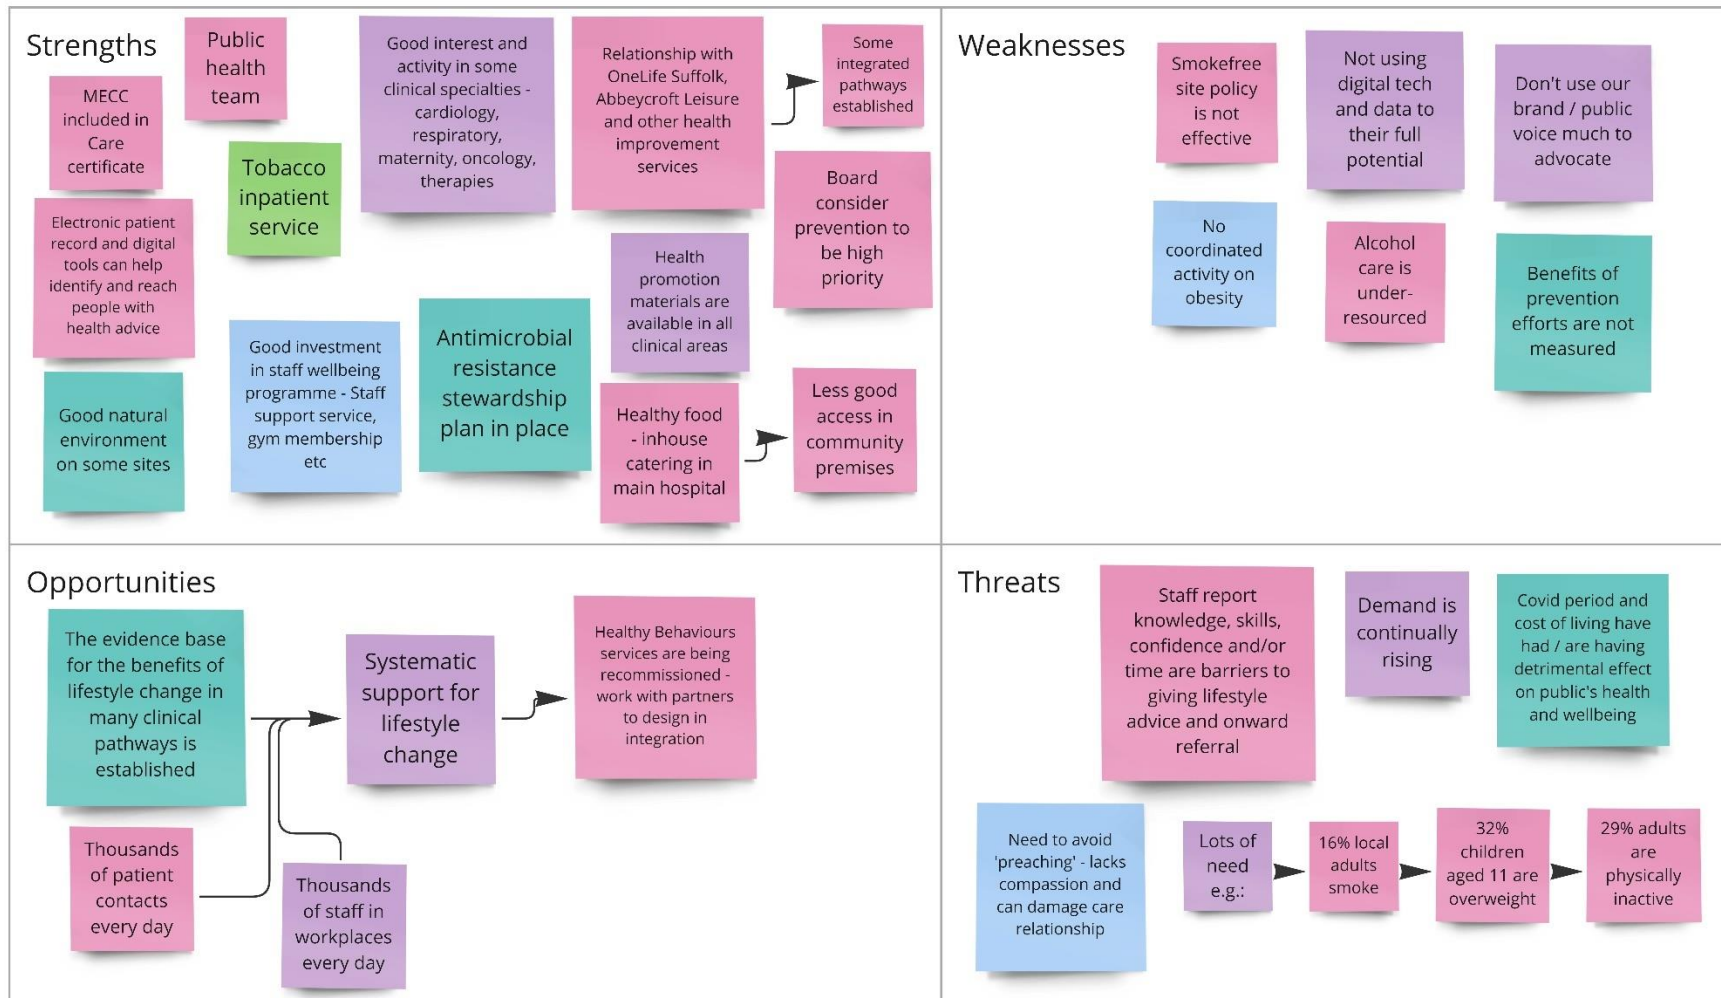 Strengths
Public
health
team
MECC
included in
Care
certificate
Good interest and
activity in some
clinical specialties -
cardiology,
respiratory,
maternity, oncology,
therapies
Relationship with
OneLife Suffolk,
Abbeycroft Leisure
and other health
improvement
services
Some
integrated
pathways
established
Tobacco
inpatient
service
Electronic patient
record and digital
tools can help
identify and reach
people with
health advice
Board
consider
prevention to
be high
priority
Health
promotion
materials are
available in all
clinical areas
Good natural
environment
on some sites
Good investment
in staff wellbeing
programme - Staff
support service,
gym membership
etc
Antimicrobial
resistance
stewardship
plan in place
Healthy food
- inhouse
catering in
main hospital
Less good
access in
community
premises
Weaknesses
Smokefree
site policy
is not
effective
Not using
digital tech
and data to
their full
potential
Don't use our
brand / public
voice much to
advocate
No
coordinated
activity on
obesity
Alcohol
care is
under-
resourced
Benefits of
prevention
efforts are not
measured
Opportunities
The evidence base
for the benefits of
lifestyle change in
many clinical
pathways is
established
Systematic
support for
lifestyle
change
Healthy Behaviours
services are being
recommissioned -
work with partners
to design in
integration
Thousands
of patient
contacts
every day
Thousands
of staff in
workplaces
every day
Threats
Staff report
knowledge, skills,
confidence and/or
time are barriers to
giving lifestyle
advice and onward
referral
Demand is
continually
rising
Covid period and
cost of living have
had / are having
detrimental effect
on public's health
and wellbeing
Need to avoid
'preaching' - lacks
compassion and
can damage care
relationship
Lots of
need
e.g.:
16% local
adults
smoke
32%
children
aged 11 are
overweight
29% adults
are
physically
inactive